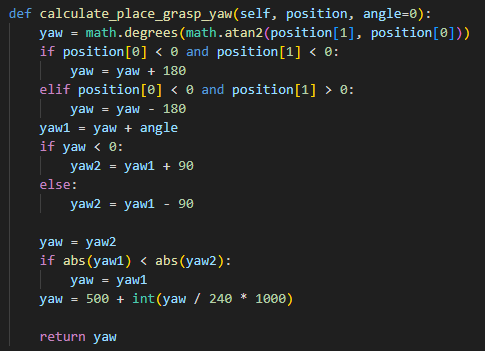 def calculate_place_grasp_yaw(self, position, angle=0):
    yaw = math.degrees(math.atan2(position[1], position[0]))
    if position[0] < 0 and position[1] < 0:
        yaw = yaw + 180
    elif position[0] < 0 and position[1] > 0:
        yaw = yaw - 180
    yaw1 = yaw + angle
    if yaw < 0:
        yaw2 = yaw1 + 90
    else:
        yaw2 = yaw1 - 90

    yaw = yaw2
    if abs(yaw1) < abs(yaw2):
        yaw = yaw1
    yaw = 500 + int(yaw / 240 * 1000)

    return yaw